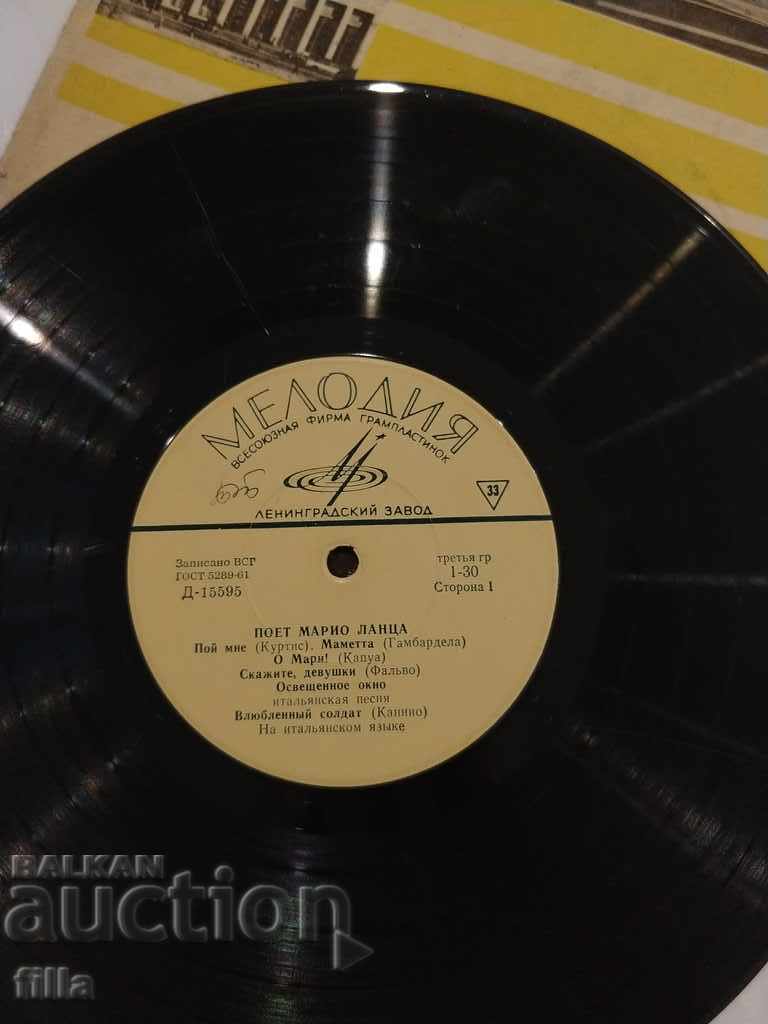 МЕЛОДИЯ
ВСЕСОЮЗНАЯ ФИРМА ГРАМПЛАСТИНОК
33
ЛЕНИНГРАДСКИЙ ЗАВОД
Записано ВСГ
ГОСТ 5289-61
Д-15595
третья гр
1-30
Сторона 1
ПОЕТ МАРИО ЛАНЦА
Пой мне (Куртис), Маметта (Гамбардела)
О Мари! (Капуа)
Скажите, девушки (Фальво)
Освещенное окно
итальянская песня
Влюбленный солдат (Канино)
На итальянском языке
BALKAN
auction
filla